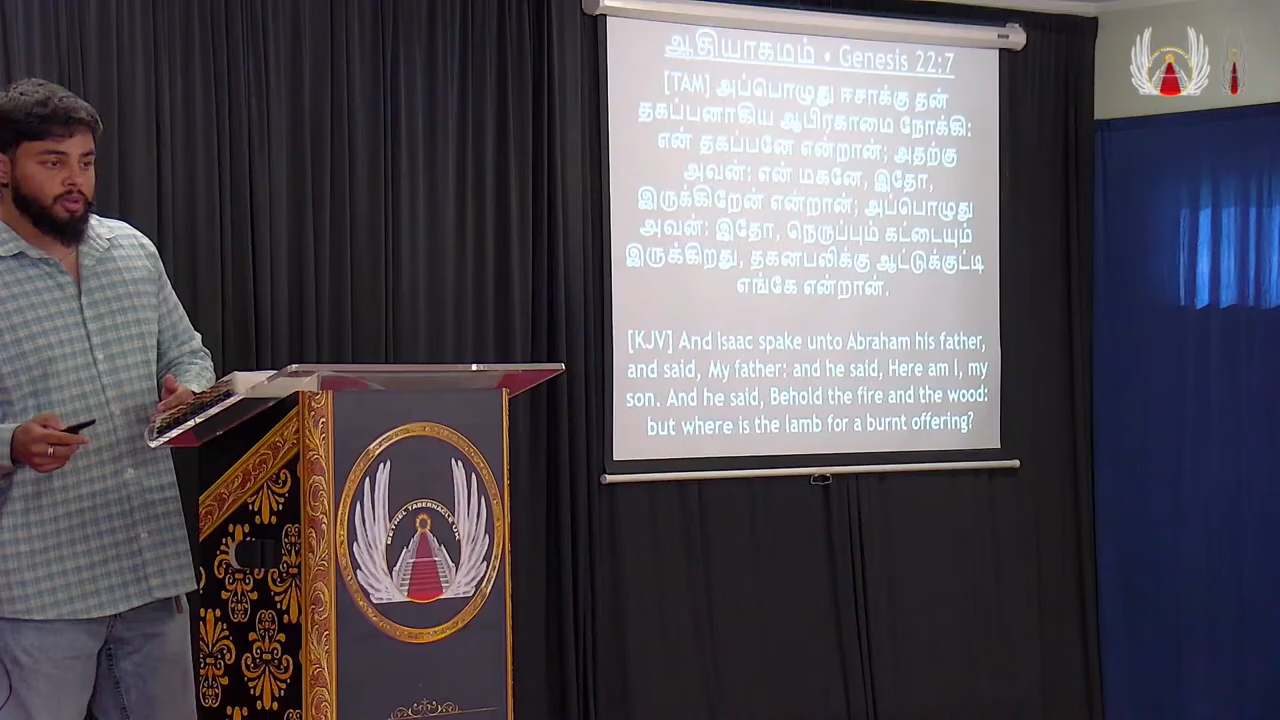 ஆதியாகமம் • Genesis 22:7
[TAM] அப்பொழுது ஈசாக்கு தன்
தகப்பனாகிய ஆபிரகாமை நோக்கி:
என் தகப்பனே என்றான்; அதற்கு
அவன்: என் மகனே, இதோ,
இருக்கிறேன் என்றான்; அப்பொழுது
அவன்: இதோ, நெருப்பும் கட்டையும்
இருக்கிறது, தகனபலிக்கு ஆட்டுக்குட்டி
எங்கே என்றான்.
[KJV] And Isaac spake unto Abraham his father,
and said, My father: and he said, Here am I, my
son. And he said, Behold the fire and the wood:
but where is the lamb for a burnt offering?
BETHEL TABERNACLE UK